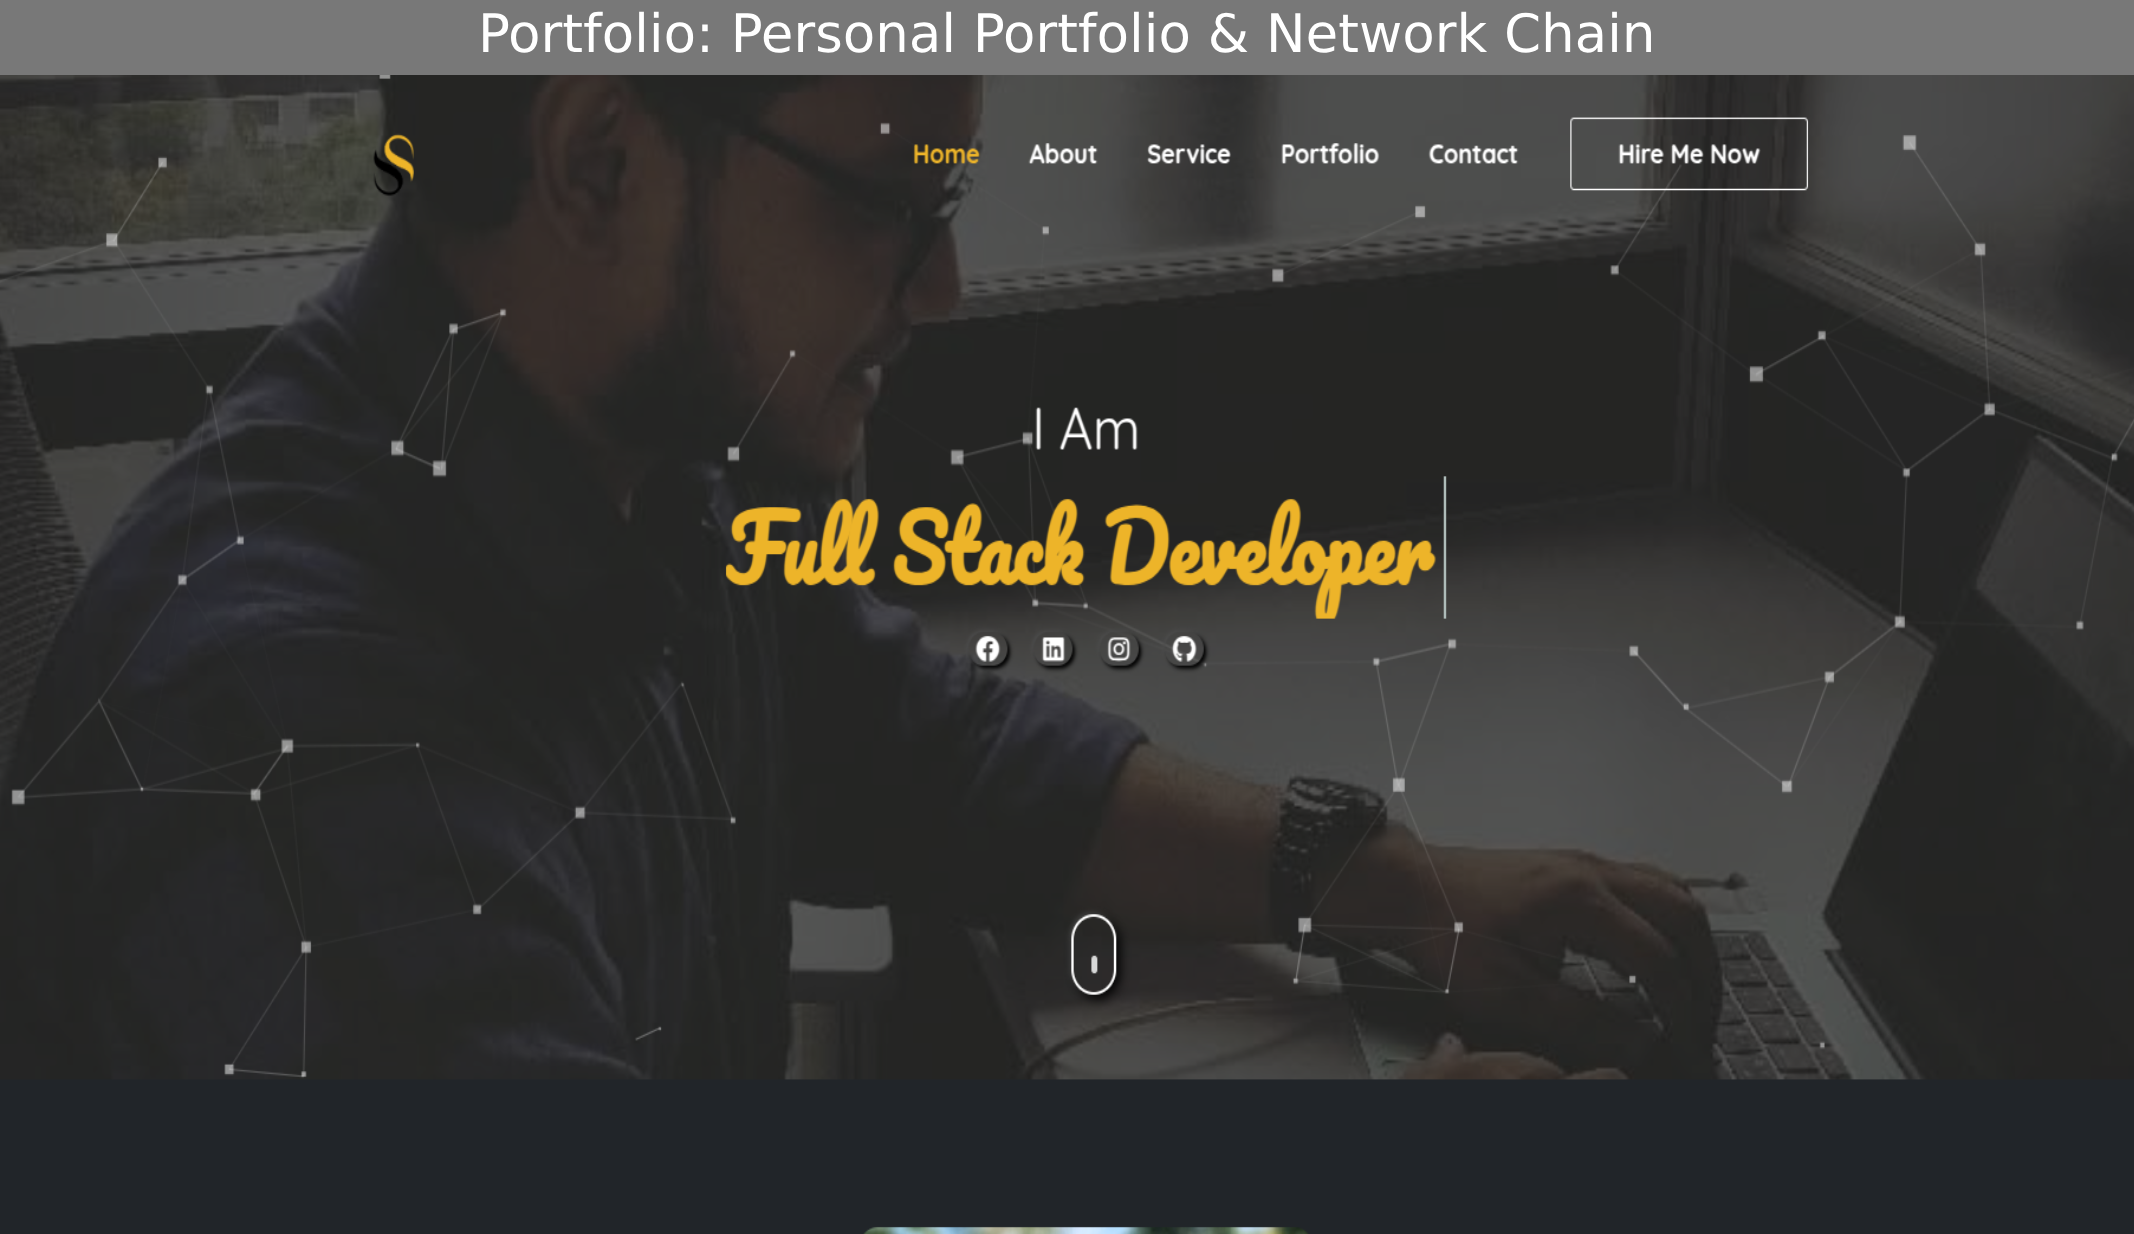 Portfolio: Personal Portfolio & Network Chain
Home About Service Portfolio Contact Hire Me Now
I Am
Full Stack Developer